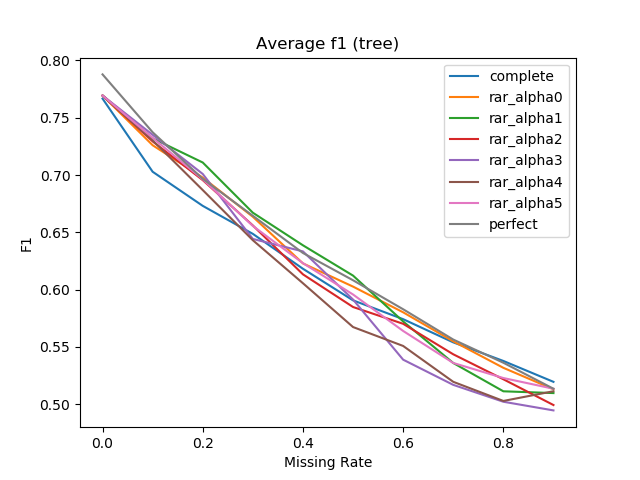 Average f1 (tree)
0.80
0.75
0.70
0.65
0.60
0.55
0.50
F1
0.0
0.2
0.4
0.6
0.8
Missing Rate
complete
rar_alpha0
rar_alpha1
rar_alpha2
rar_alpha3
rar_alpha4
rar_alpha5
perfect